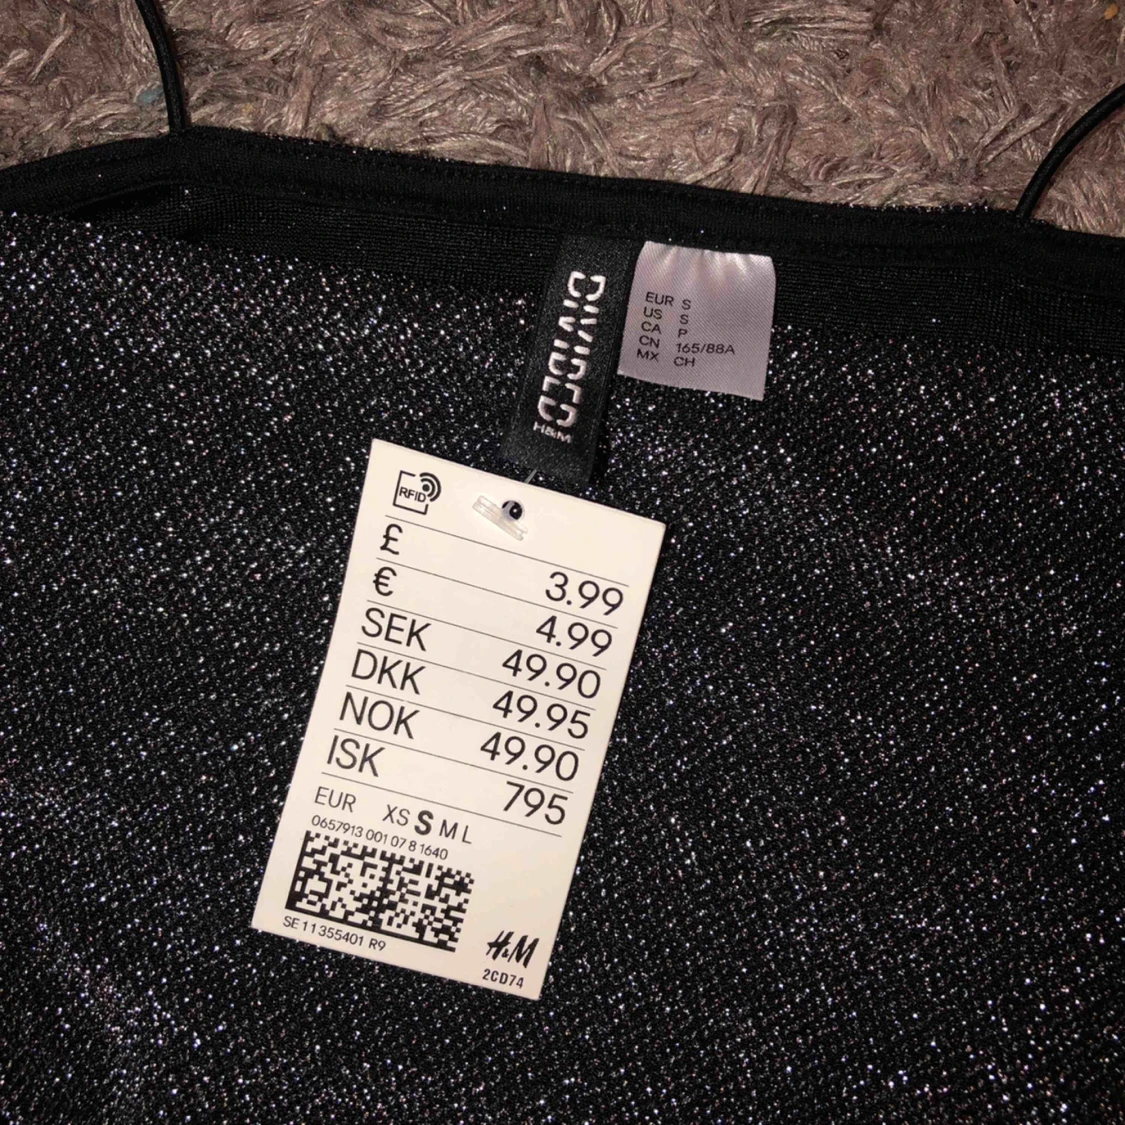 DIVIDED
H&M
EUR S
US S
CA P
CN 165/88A
MX CH
RFID
£ 3.99
€ 4.99
SEK 49.90
DKK 49.95
NOK 49.90
ISK 795
EUR XS S M L
0657913 001 07 8 1640
SE 11355401 R9
H&M
2CD74